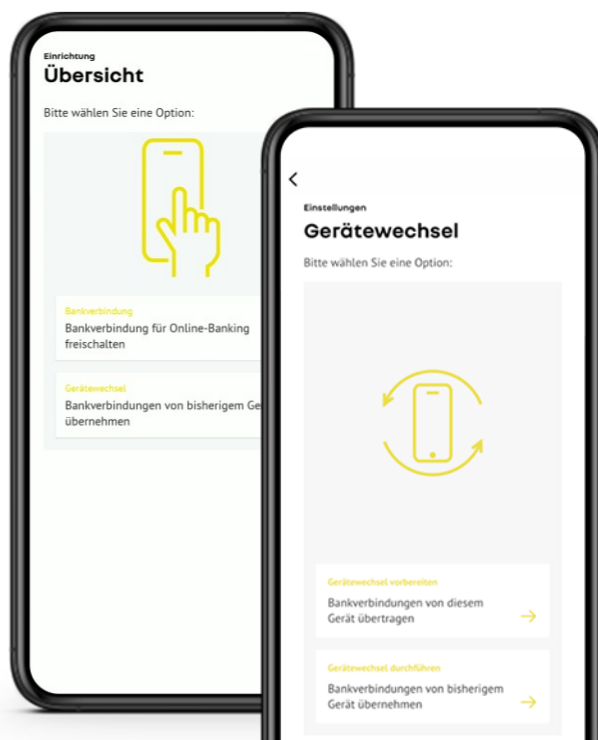 Einrichtung
Übersicht
Bitte wählen Sie eine Option:
Bankverbindung
Bankverbindung für Online-Banking
freischalten
Gerätewechsel
Bankverbindungen von bisherigem
übernehmen
Einstellungen
Gerätewechsel
Bitte wählen Sie eine Option:
Gerätewechsel vorbereiten
Bankverbindungen von diesem
Gerät übertragen
Gerätewechsel durchführen
Bankverbindungen von bisherigem
Gerät übernehmen